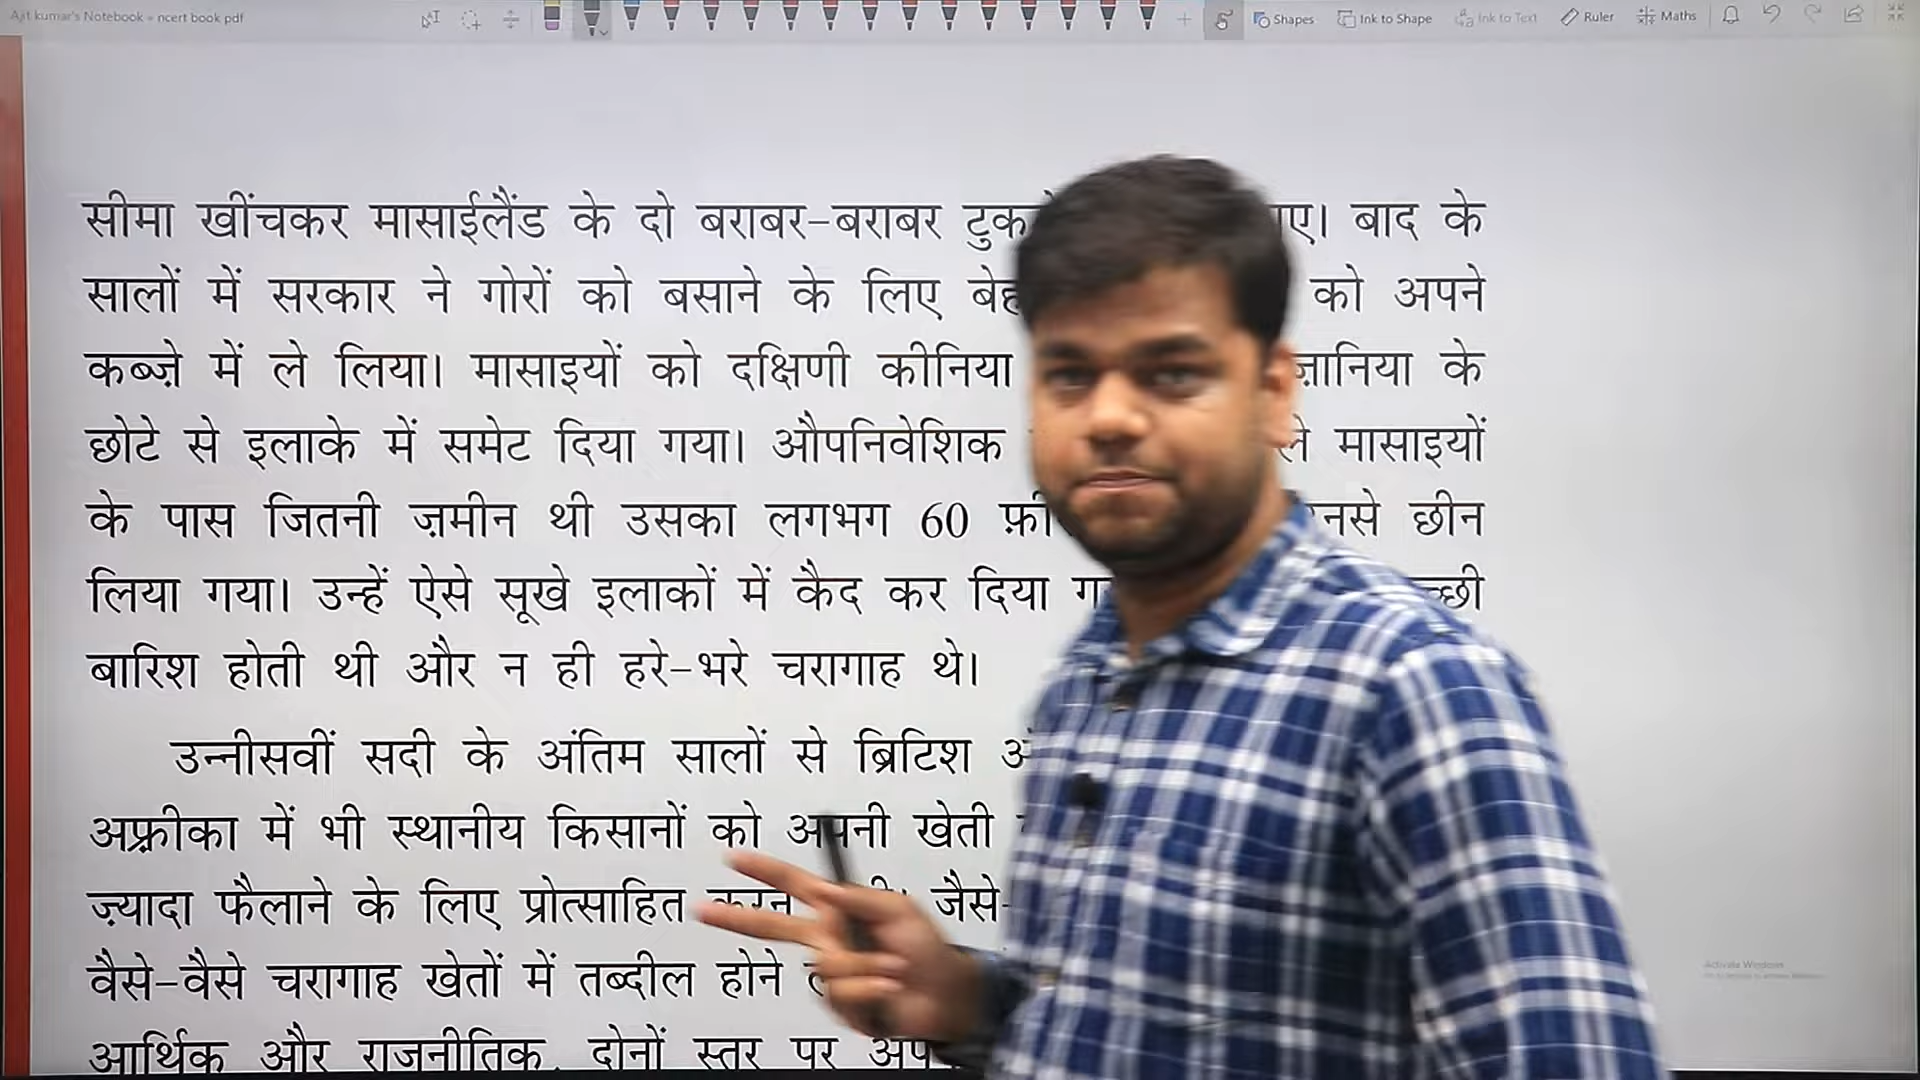 Ajit kumar's Notebook - ncert book pdf
Shapes Ink to Shape Ink to Text Ruler Maths
सीमा खींचकर मासाईलैंड के दो बराबर-बराबर बाद के
सालों में सरकार ने गोरों को बसाने के लिए को अपने
कब्ज़े में ले लिया। मासाइयों को दक्षिणी कीनिया के
छोटे से इलाके में समेट दिया गया। औपनिवेशिक मासाइयों
के पास जितनी ज़मीन थी उसका लगभग 60 छीन
लिया गया। उन्हें ऐसे सूखे इलाकों में कैद कर दिया
बारिश होती थी और न ही हरे-भरे चरागाह थे।
उन्नीसवीं सदी के अंतिम सालों से ब्रिटिश
अफ़्रीका में भी स्थानीय किसानों को अपनी खेती
ज़्यादा फैलाने के लिए प्रोत्साहित जैसे-
वैसे-वैसे चरागाह खेतों में तब्दील होने
आर्थिक और राजनीतिक, दोनों स्तर पर
Activate Windows